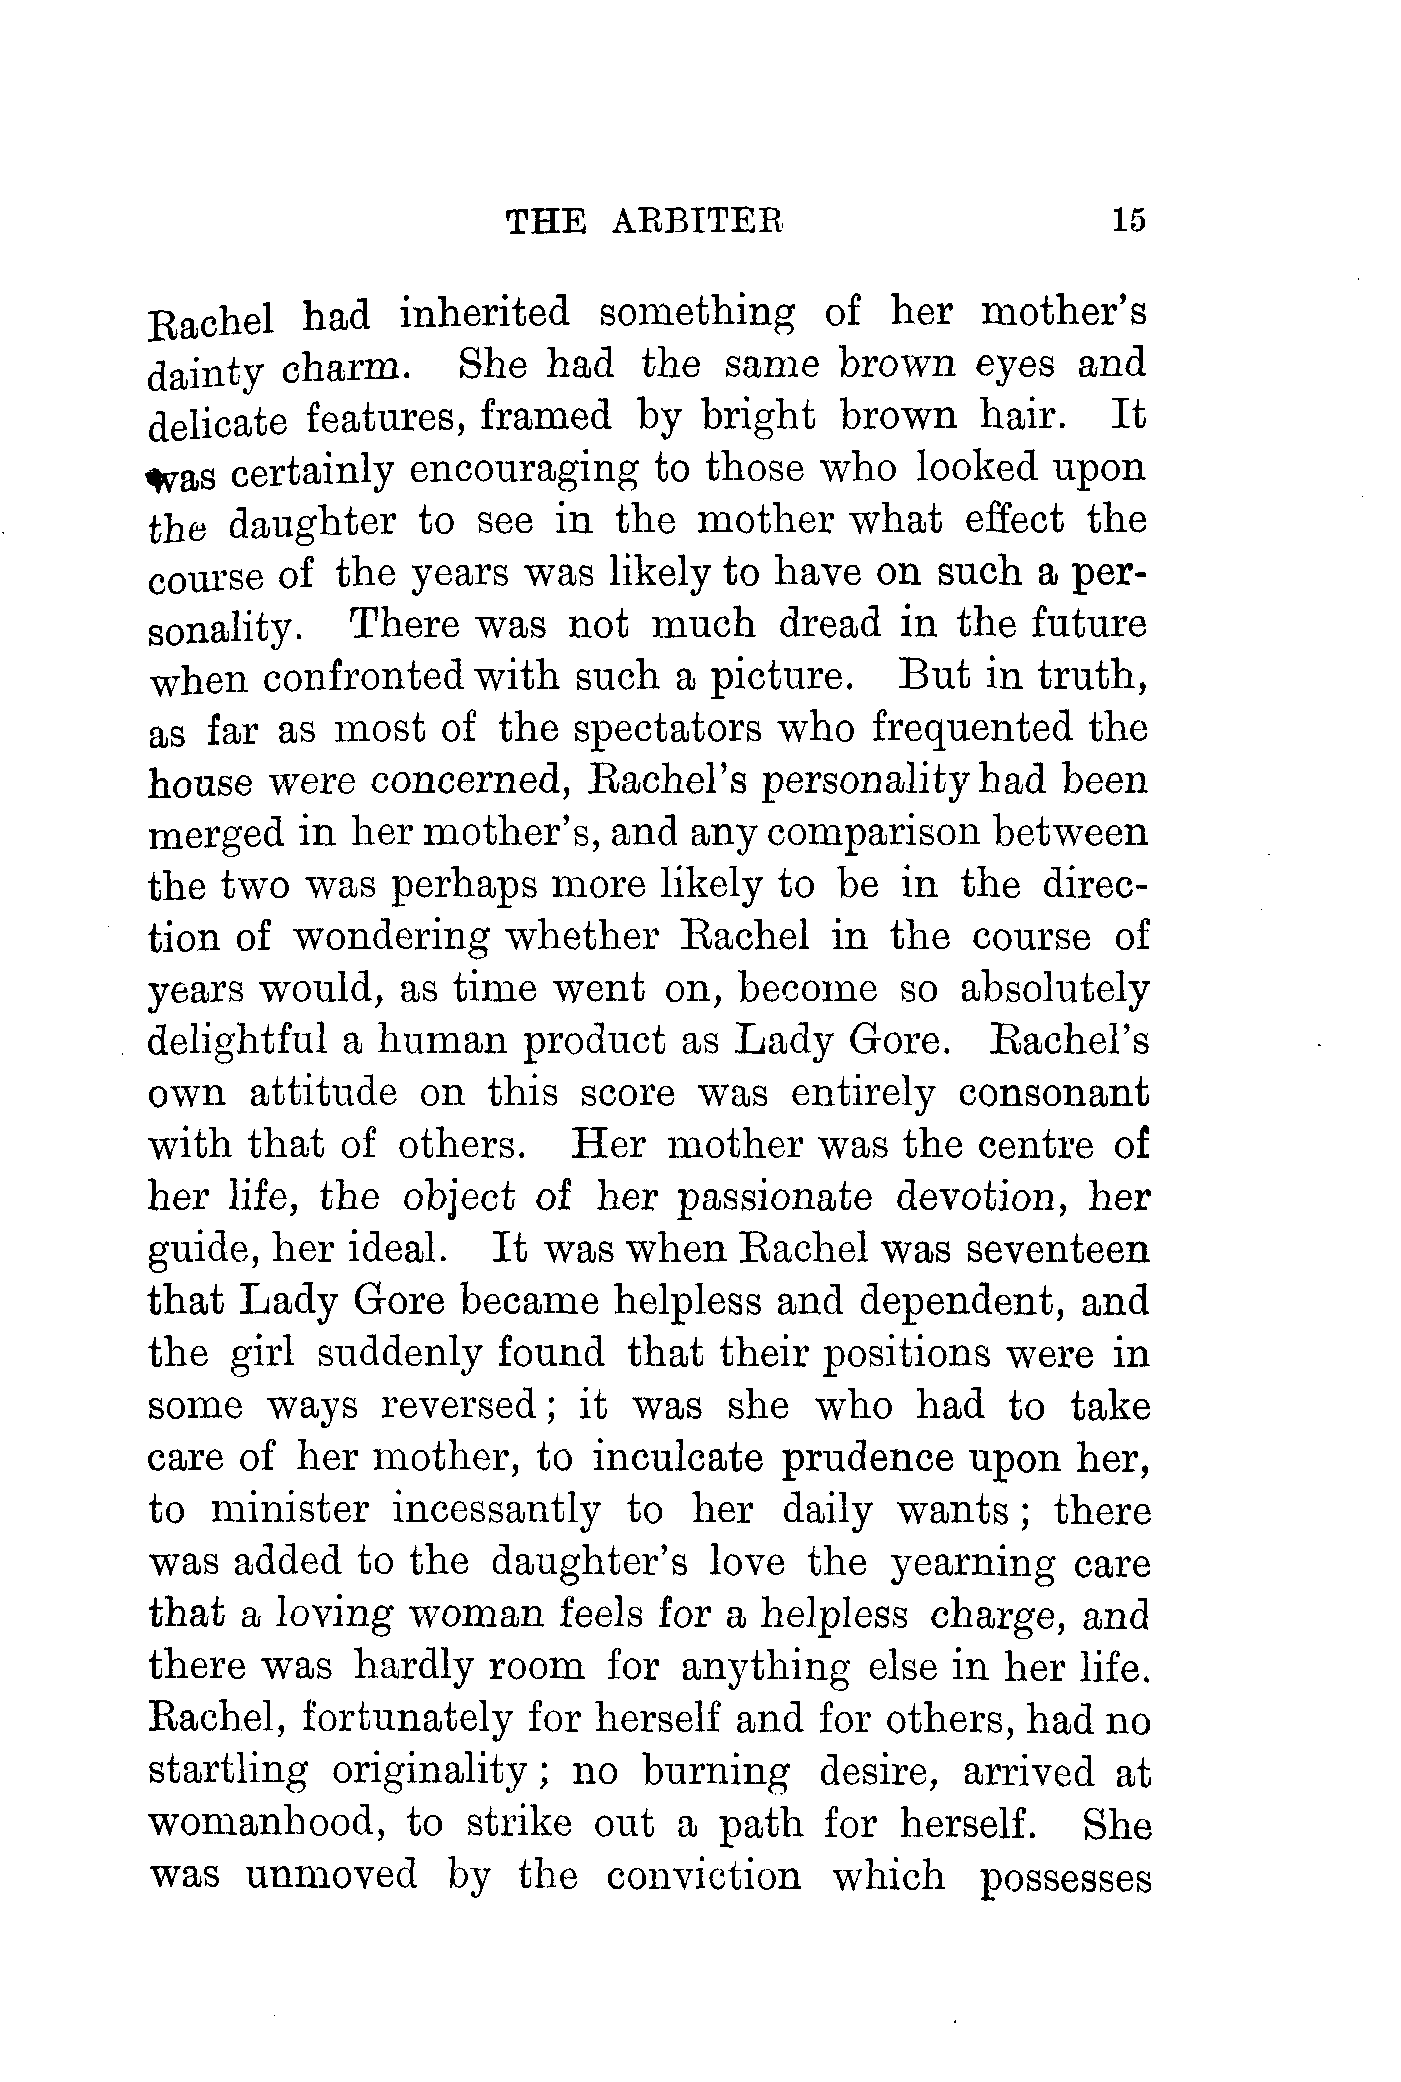 THE ARBITER 15
Rachel had inherited something of her mother's
dainty charm. She had the same brown eyes and
delicate features, framed by bright brown hair. It
was certainly encouraging to those who looked upon
the daughter to see in the mother what effect the
course of the years was likely to have on such a per-
sonality. There was not much dread in the future
when confronted with such a picture. But in truth,
as far as most of the spectators who frequented the
house were concerned, Rachel's personality had been
merged in her mother's, and any comparison between
the two was perhaps more likely to be in the direc-
tion of wondering whether Rachel in the course of
years would, as time went on, become so absolutely
delightful a human product as Lady Gore. Rachel's
own attitude on this score was entirely consonant
with that of others. Her mother was the centre of
her life, the object of her passionate devotion, her
guide, her ideal. It was when Rachel was seventeen
that Lady Gore became helpless and dependent, and
the girl suddenly found that their positions were in
some ways reversed; it was she who had to take
care of her mother, to inculcate prudence upon her,
to minister incessantly to her daily wants; there
was added to the daughter's love the yearning care
that a loving woman feels for a helpless charge, and
there was hardly room for anything else in her life.
Rachel, fortunately for herself and for others, had no
startling originality; no burning desire, arrived at
womanhood, to strike out a path for herself. She
was unmoved by the conviction which possesses